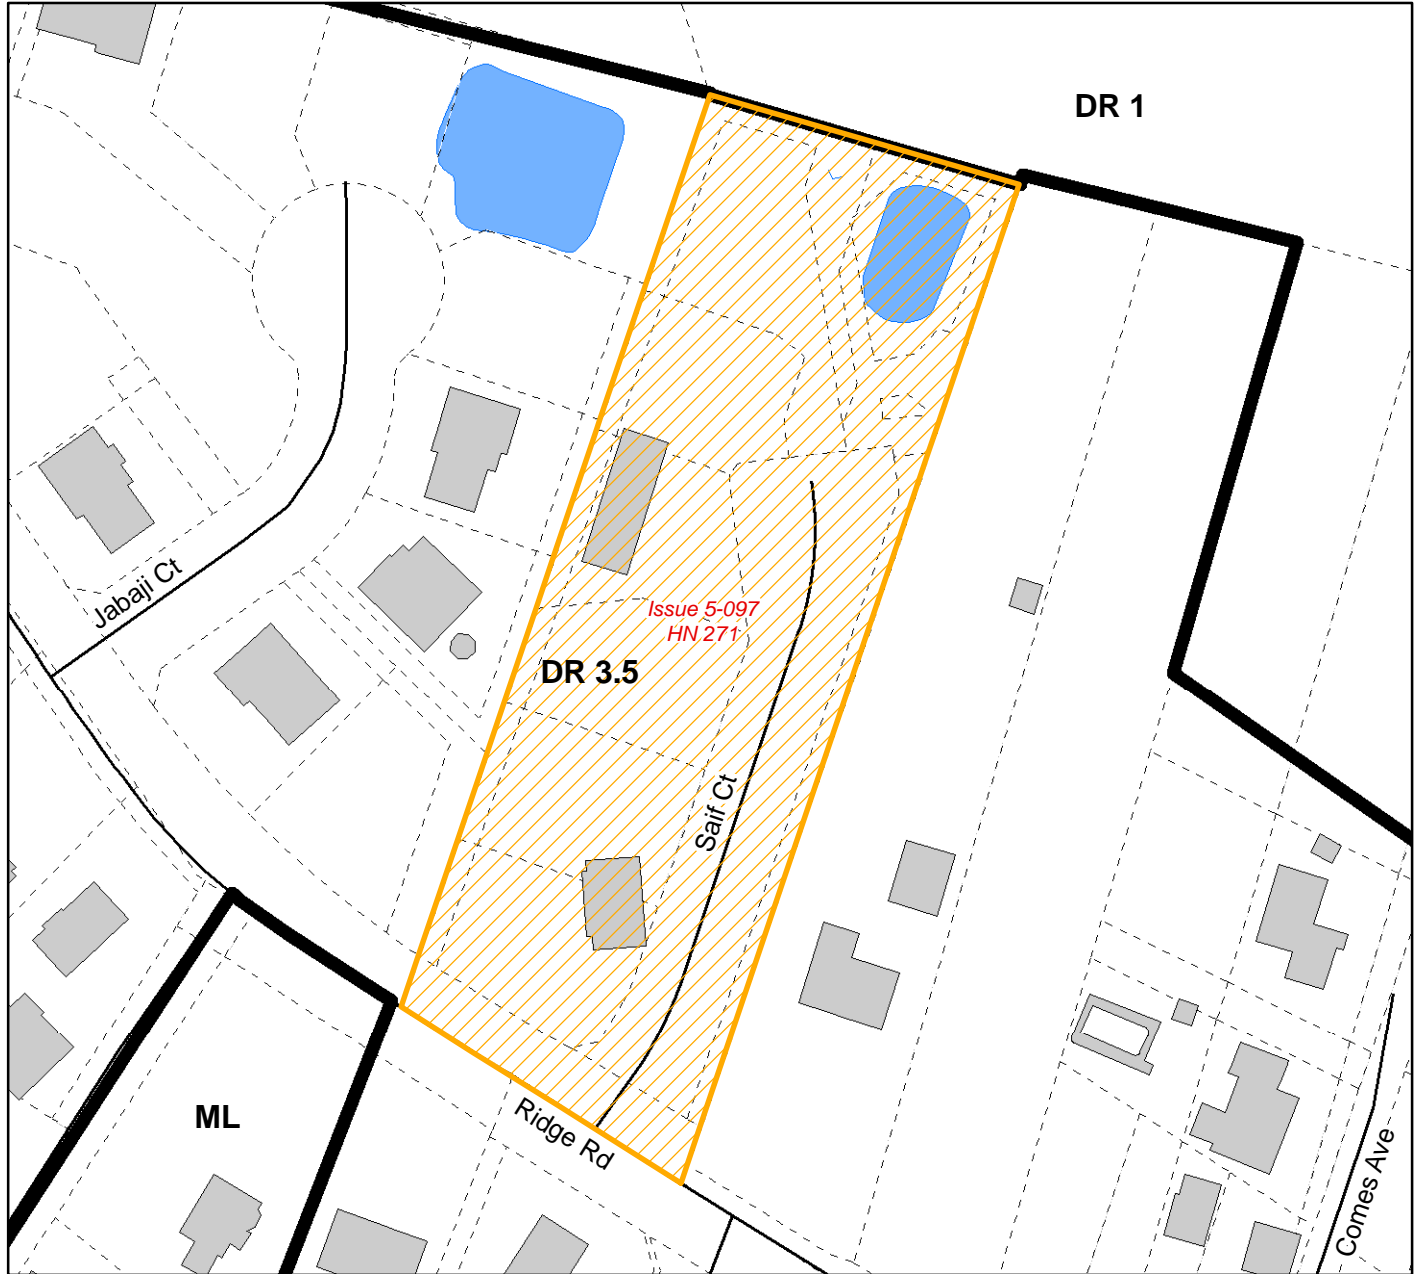 DR 1
Jabaji Ct
Issue 5-097
HN 271
DR 3.5
Saif Ct
ML
Ridge Rd
Comes Ave